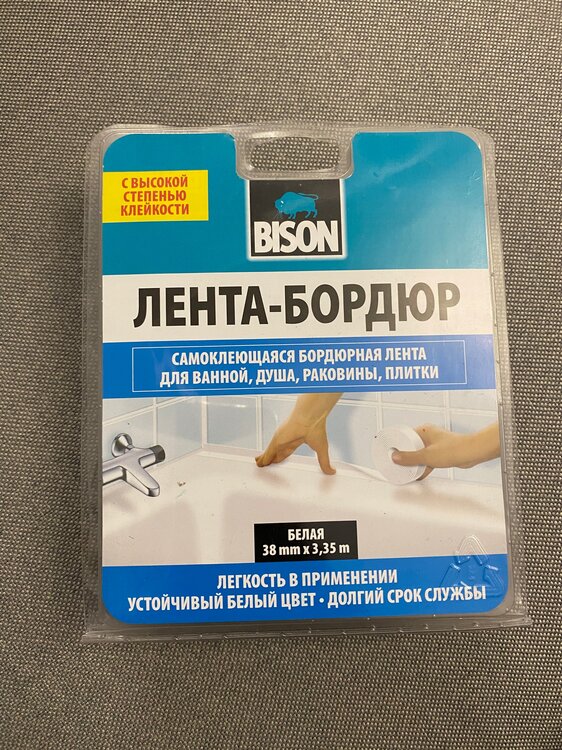 С ВЫСОКОЙ
СТЕПЕНЬЮ
КЛЕЙКОСТИ
BISON
ЛЕНТА-БОРДЮР
САМОКЛЕЮЩАЯСЯ БОРДЮРНАЯ ЛЕНТА
ДЛЯ ВАННОЙ, ДУША, РАКОВИНЫ, ПЛИТКИ
БЕЛАЯ
38 mm x 3,35 m
ЛЕГКОСТЬ В ПРИМЕНЕНИИ
УСТОЙЧИВЫЙ БЕЛЫЙ ЦВЕТ • ДОЛГИЙ СРОК СЛУЖБЫ